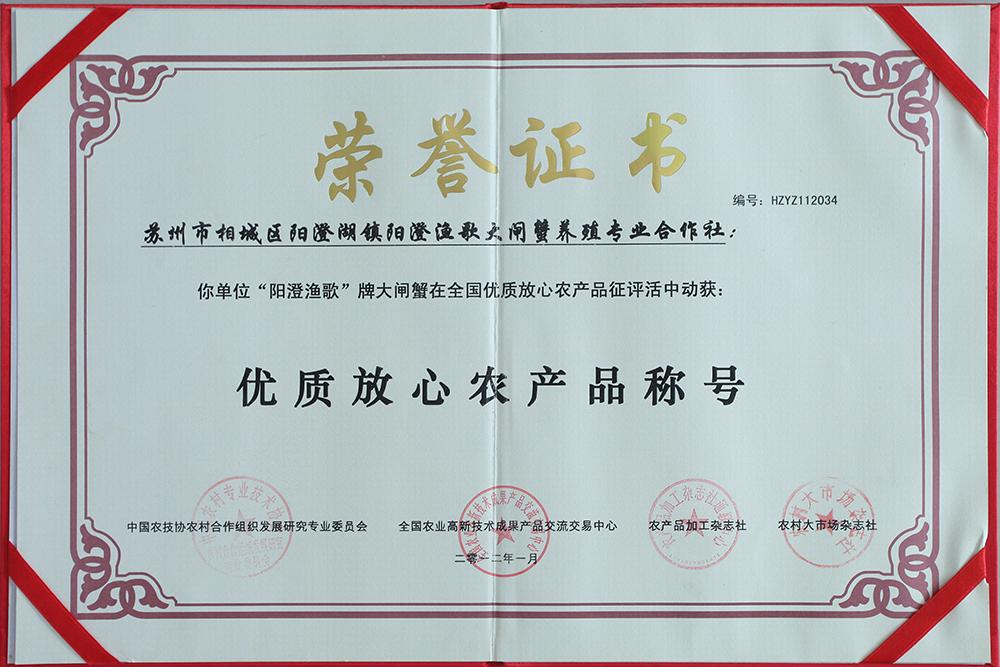 荣誉证书
编号：HZYZ112034
苏州市相城区阳澄湖镇阳澄渔歌大闸蟹养殖专业合作社：
你单位“阳澄渔歌”牌大闸蟹在全国优质放心农产品征评活中动获：
优质放心农产品称号
中国农技协农村合作组织发展研究专业委员会 全国农业高新技术成果产品交流交易中心 农产品加工杂志社 农村大市场杂志社
二零一二年一月